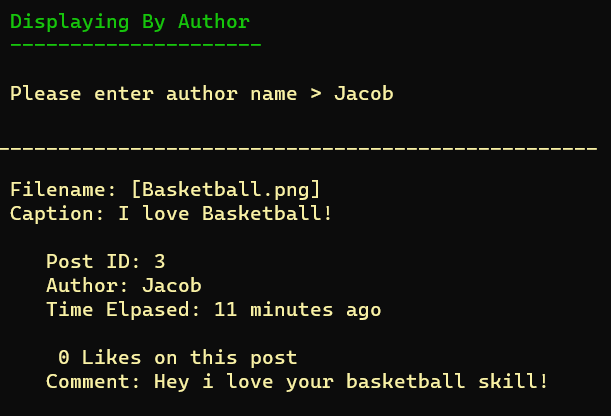 Displaying By Author
---------------------
Please enter author name > Jacob
--------------------------------------------------
Filename: [Basketball.png]
Caption: I love Basketball!
Post ID: 3
Author: Jacob
Time Elpased: 11 minutes ago
0 Likes on this post
Comment: Hey i love your basketball skill!